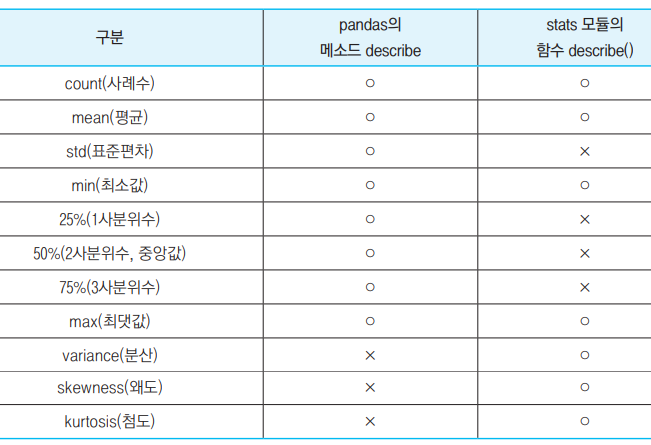 구분 pandas의 메소드 describe stats 모듈의 함수 describe()
count(사례수) ○ ○
mean(평균) ○ ○
std(표준편차) ○ ×
min(최소값) ○ ○
25%(1사분위수) ○ ×
50%(2사분위수, 중앙값) ○ ×
75%(3사분위수) ○ ×
max(최댓값) ○ ○
variance(분산) × ○
skewness(왜도) × ○
kurtosis(첨도) × ○